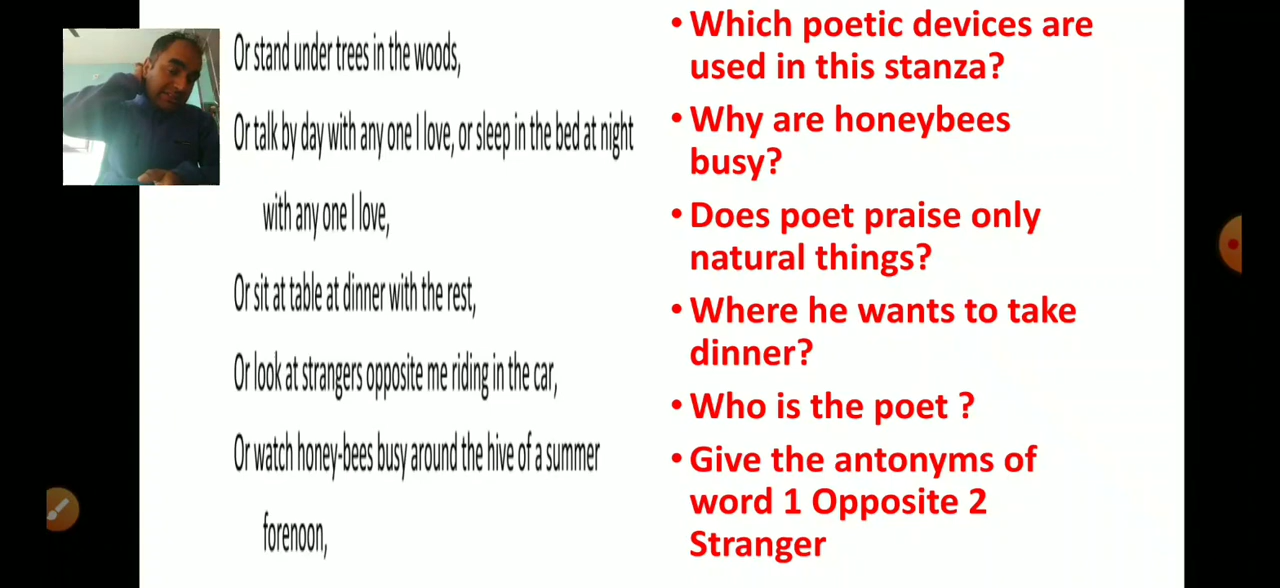 Or stand under trees in the woods,
Or talk by day with any one I love, or sleep in the bed at night
with any one I love,
Or sit at table at dinner with the rest,
Or look at strangers opposite me riding in the car,
Or watch honey-bees busy around the hive of a summer
forenoon,
• Which poetic devices are
used in this stanza?
• Why are honeybees
busy?
• Does poet praise only
natural things?
• Where he wants to take
dinner?
• Who is the poet ?
• Give the antonyms of
word 1 Opposite 2
Stranger